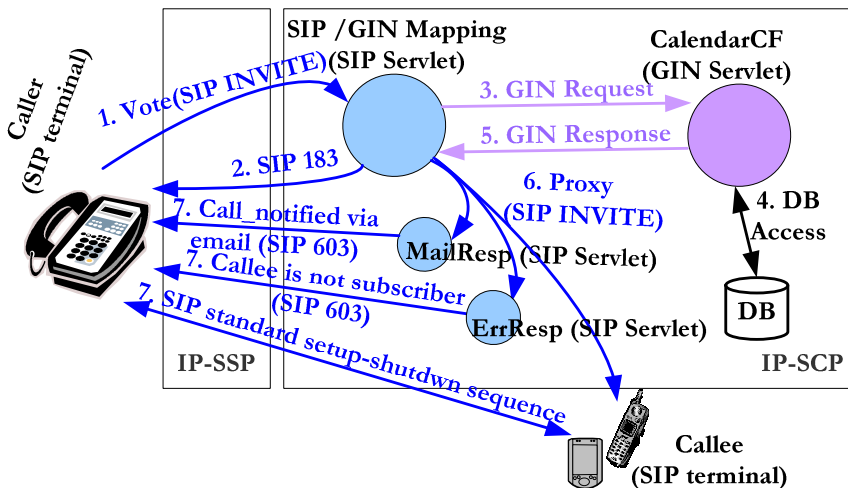 SIP /GIN Mapping
(SIP Servlet)
CalendarCF
(GIN Servlet)
Caller
(SIP terminal)
1. Vote(SIP INVITE)
3. GIN Request
5. GIN Response
2. SIP 183
6. Proxy
(SIP INVITE)
4. DB
Access
7. Call_notified via
email (SIP 603)
MailResp (SIP Servlet)
7. Callee is not subscriber
(SIP 603)
ErrResp (SIP Servlet)
DB
7. SIP standard setup-shutdwn sequence
IP-SSP
IP-SCP
Callee
(SIP terminal)